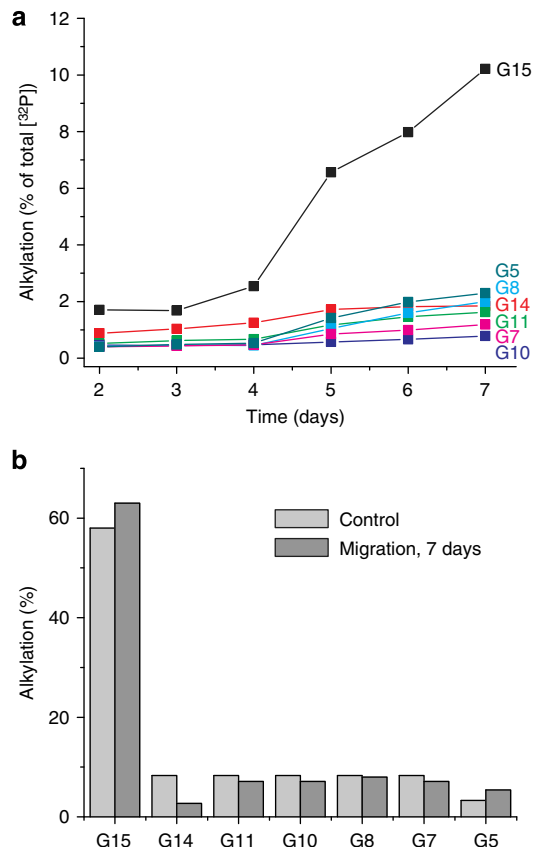 a
12
10
8
6
4
2
0
Alkylation (% of total [³²P])
G15
G5
G8
G14
G11
G7
G10
2 3 4 5 6 7
Time (days)
b
60
40
20
0
Alkylation (%)
Control
Migration, 7 days
G15 G14 G11 G10 G8 G7 G5